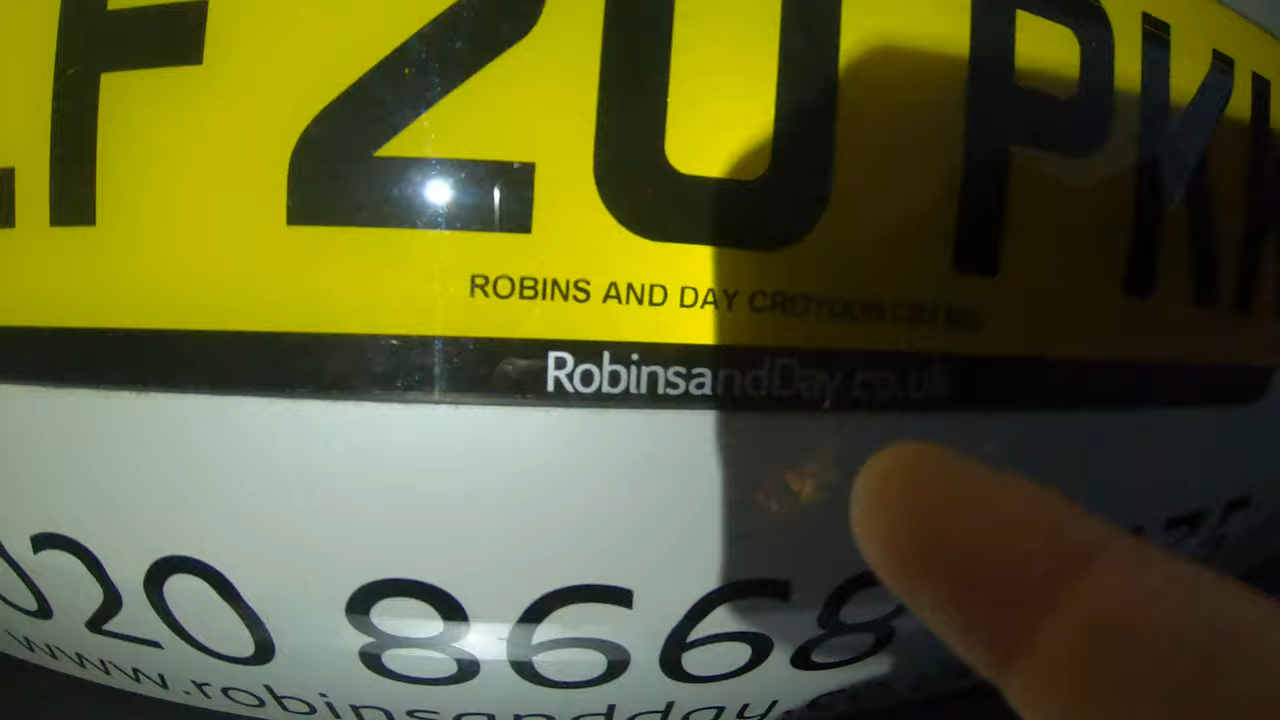 F20 PK
ROBINS AND DAY CROYDON
RobinsandDay.co.uk
020 8668
www.robinsandday.c